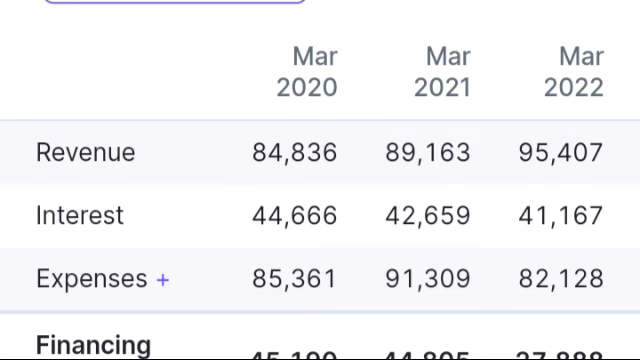 Mar 2020 Mar 2021 Mar 2022
Revenue 84,836 89,163 95,407
Interest 44,666 42,659 41,167
Expenses + 85,361 91,309 82,128
Financing